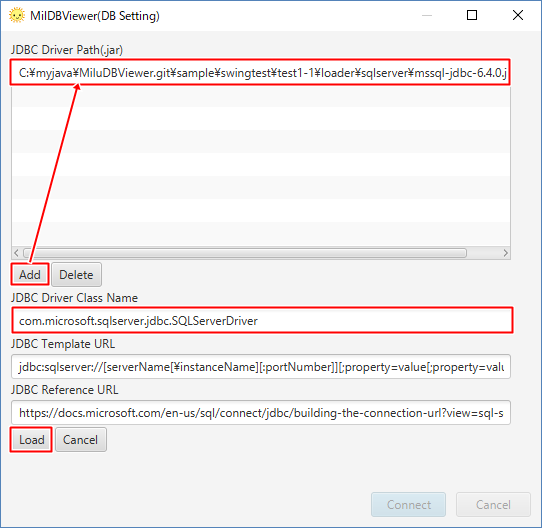 MilDBViewer(DB Setting)
JDBC Driver Path(.jar)
C:¥myjava¥MiluDBViewer.git¥sample¥swingtest¥test1-1¥loader¥sqlserver¥mssql-jdbc-6.4.0.j
Add Delete
JDBC Driver Class Name
com.microsoft.sqlserver.jdbc.SQLServerDriver
JDBC Template URL
jdbc:sqlserver://[serverName[¥instanceName][:portNumber]][;property=value[;property=valu
JDBC Reference URL
https://docs.microsoft.com/en-us/sql/connect/jdbc/building-the-connection-url?view=sql-s
Load Cancel
Connect Cancel